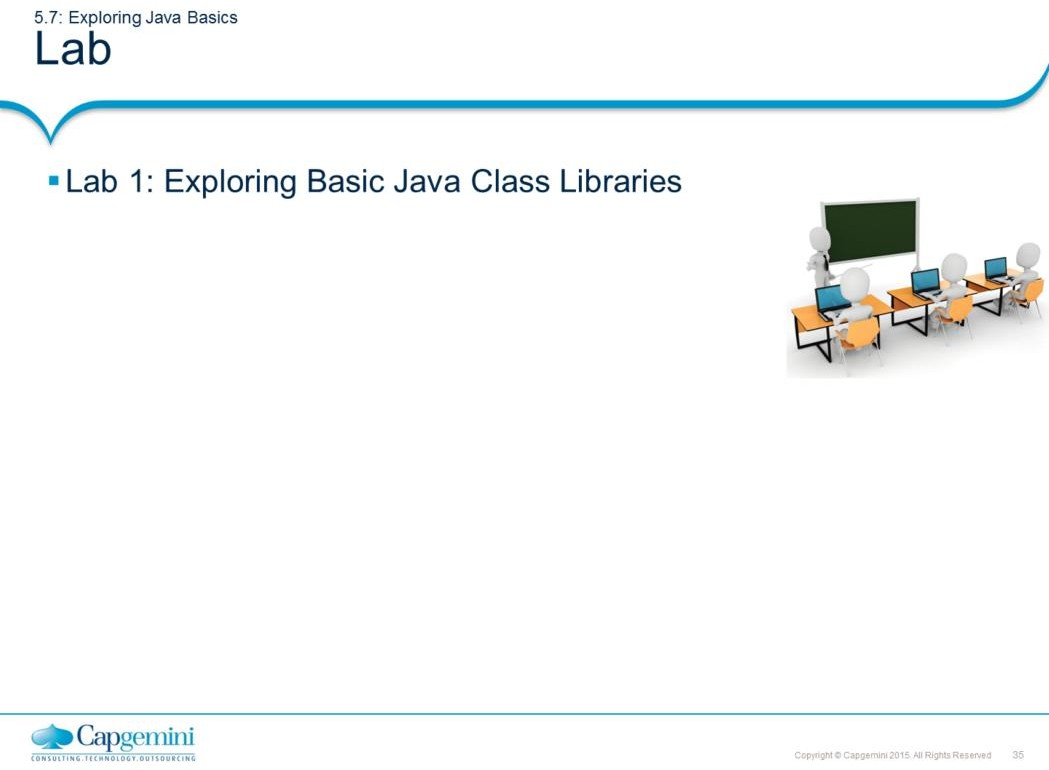 5.7: Exploring Java Basics
Lab
Lab 1: Exploring Basic Java Class Libraries
Capgemini
CONSULTING.TECHNOLOGY.OUTSOURCING
Copyright © Capgemini 2015. All Rights Reserved 35